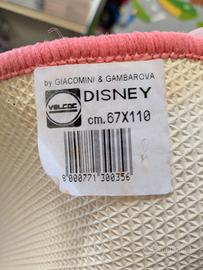 by GIACOMINI & GAMBAROVA
VELCOC
DISNEY
cm.67X110
8 000771 300356